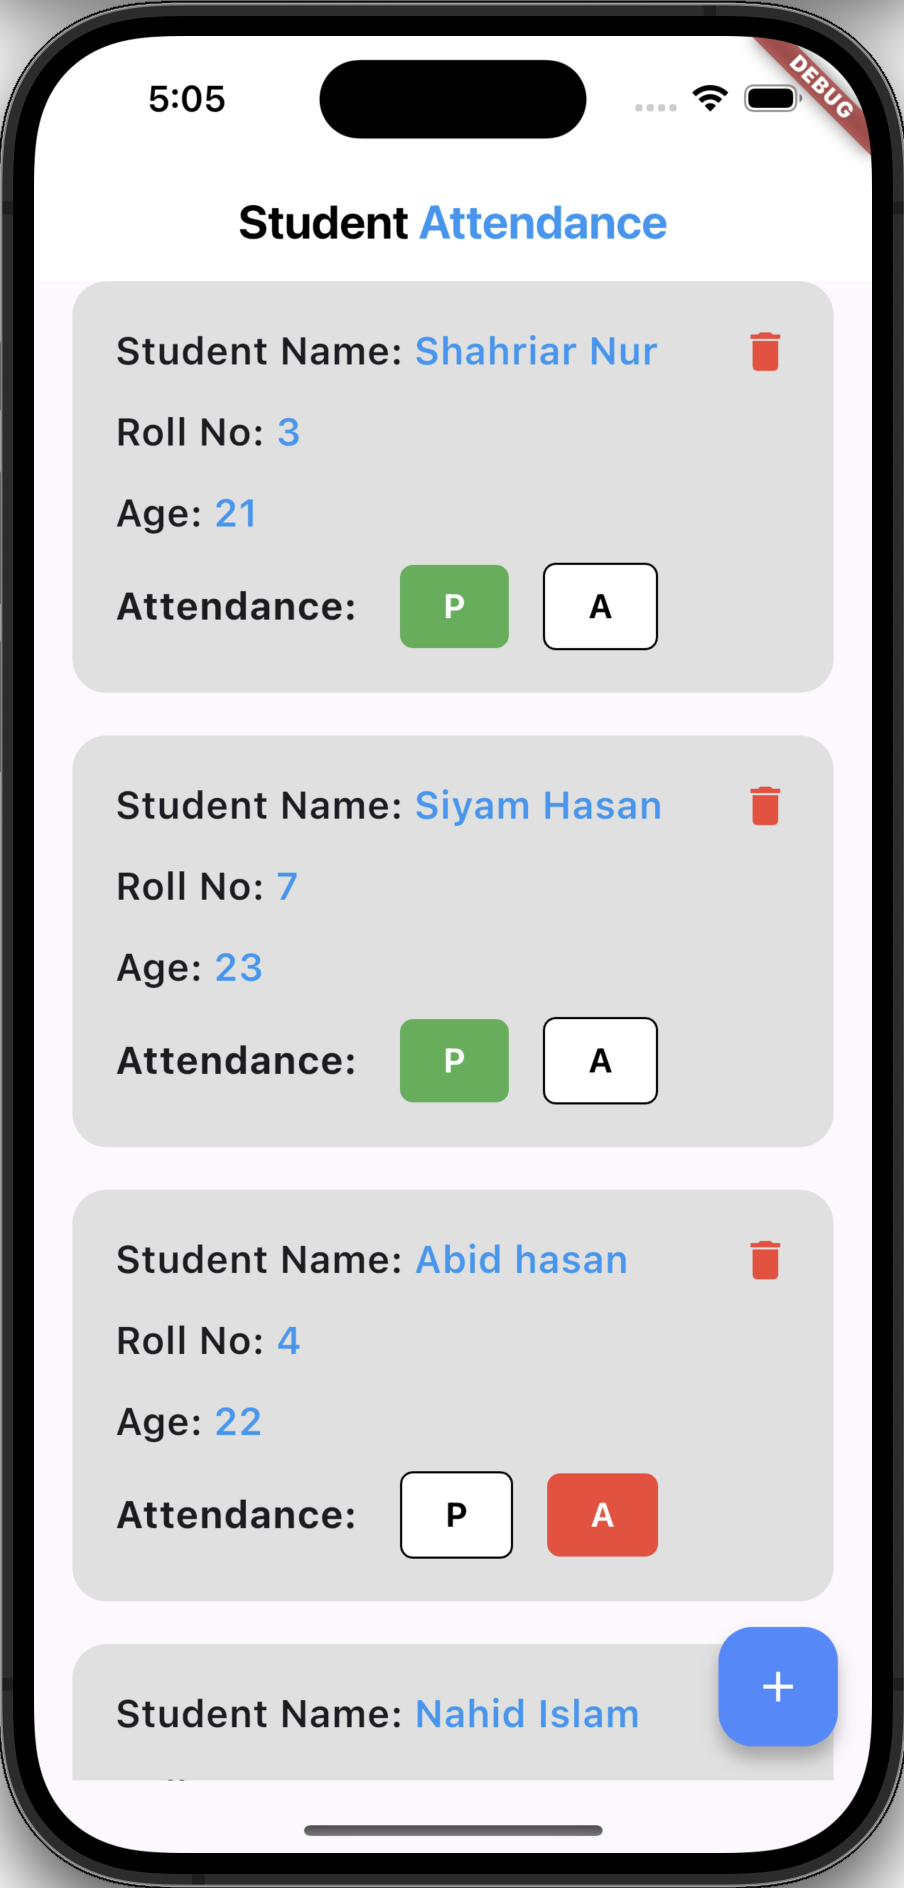 5:05
DEBUG
Student Attendance
Student Name: Shahriar Nur
Roll No: 3
Age: 21
Attendance: P A
Student Name: Siyam Hasan
Roll No: 7
Age: 23
Attendance: P A
Student Name: Abid hasan
Roll No: 4
Age: 22
Attendance: P A
Student Name: Nahid Islam
+